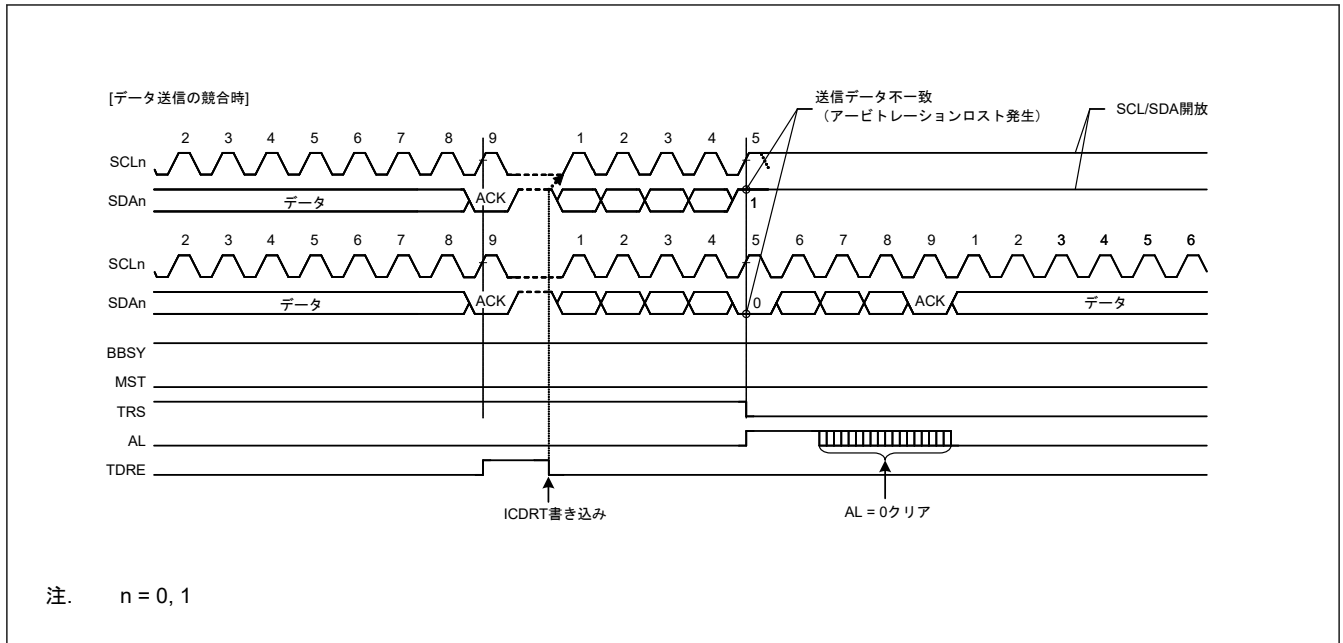 [データ送信の競合時]
送信データ不一致
（アービトレーションロスト発生）
SCL/SDA開放
2 3 4 5 6 7 8 9 1 2 3 4 5
SCLn
SDAn データ ACK 1
2 3 4 5 6 7 8 9 1 2 3 4 5 6 7 8 9 1 2 3 4 5 6
SCLn
SDAn データ ACK 0 ACK データ
BBSY
MST
TRS
AL
TDRE
ICDRT書き込み AL = 0クリア
注. n = 0, 1